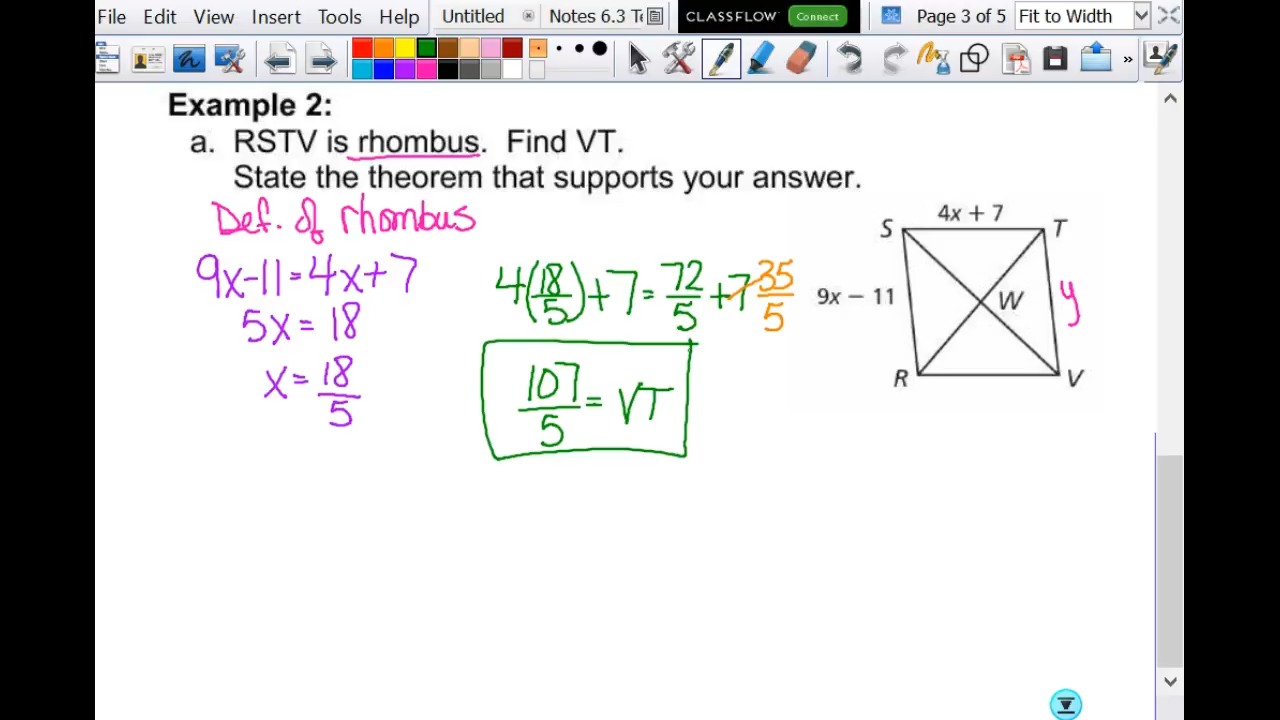 File Edit View Insert Tools Help Untitled Notes 6.3 Te CLASSFLOW Connect Page 3 of 5 Fit to Width
Example 2:
a. RSTV is rhombus. Find VT.
State the theorem that supports your answer.
Def. of rhombus
9x-11=4x+7
5x = 18
x = 18/5
4(18/5)+7 = 72/5 +7 35/5
107/5 = VT
S 4x + 7 T
9x − 11 W y
R V